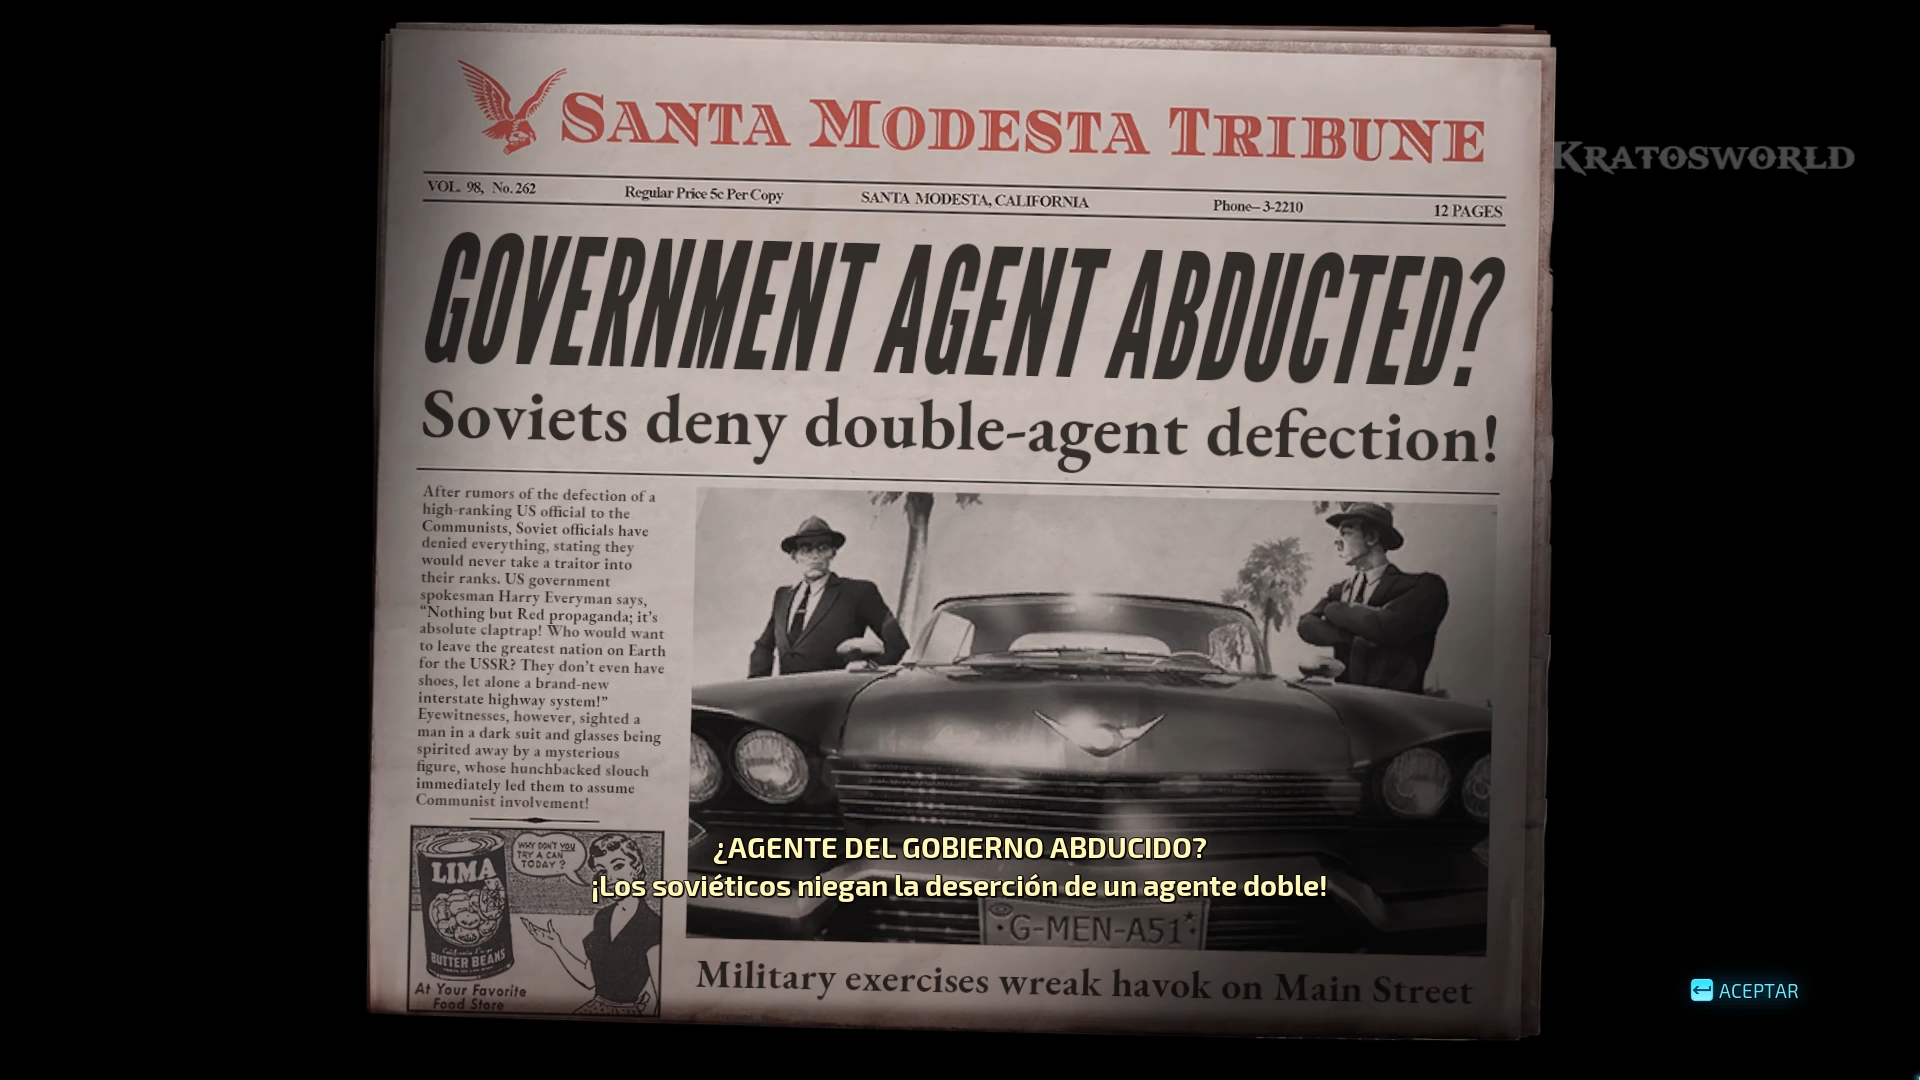 SANTA MODESTA TRIBUNE
KRATOSWORLD
VOL. 98, No. 262 Regular Price 5c Per Copy SANTA MODESTA, CALIFORNIA Phone–3-2210 12 PAGES
GOVERNMENT AGENT ABDUCTED?
Soviets deny double-agent defection!
After rumors of the defection of a
high-ranking US official to the
Communists, Soviet officials have
denied everything, stating they
would never take a traitor into
their ranks. US government
spokesman Harry Everyman says,
“Nothing but Red propaganda; it’s
absolute claptrap! Who would want
to leave the greatest nation on Earth
for the USSR? They don’t even have
shoes, let alone a brand-new
interstate highway system!”
Eyewitnesses, however, sighted a
man in a dark suit and glasses being
spirited away by a mysterious
figure, whose hunchbacked slouch
immediately led them to assume
Communist involvement!
WHY DON'T YOU
TRY A CAN
TODAY?
LIMA
BUTTER BEANS
At Your Favorite
Food Store
¿AGENTE DEL GOBIERNO ABDUCIDO?
¡Los soviéticos niegan la deserción de un agente doble!
G-MEN-A51
Military exercises wreak havok on Main Street
ACEPTAR